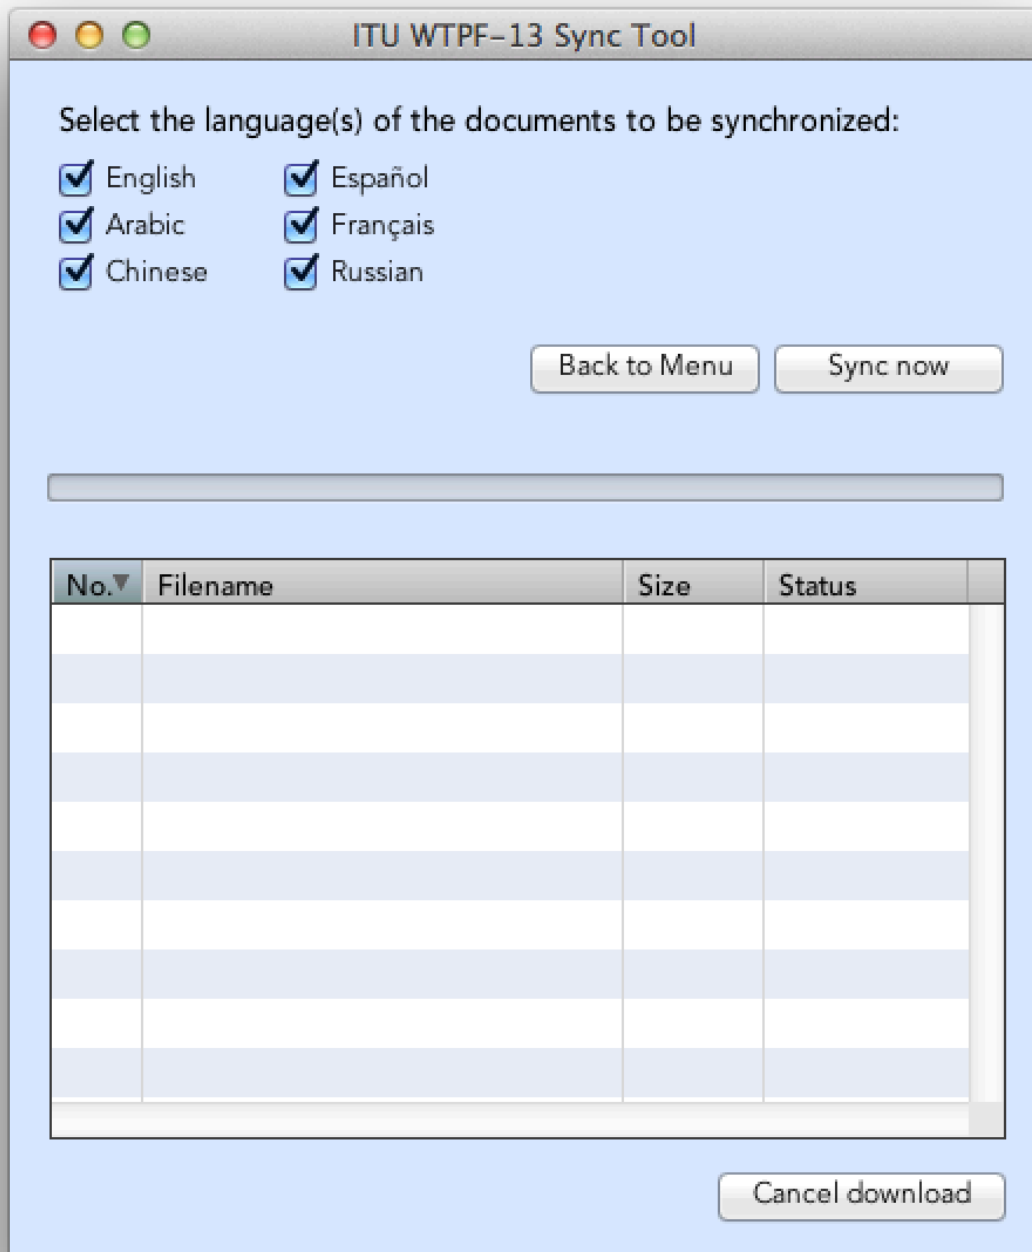 ITU WTPF-13 Sync Tool
Select the language(s) of the documents to be synchronized:
English Español
Arabic Français
Chinese Russian
Back to Menu Sync now
No. Filename Size Status
Cancel download